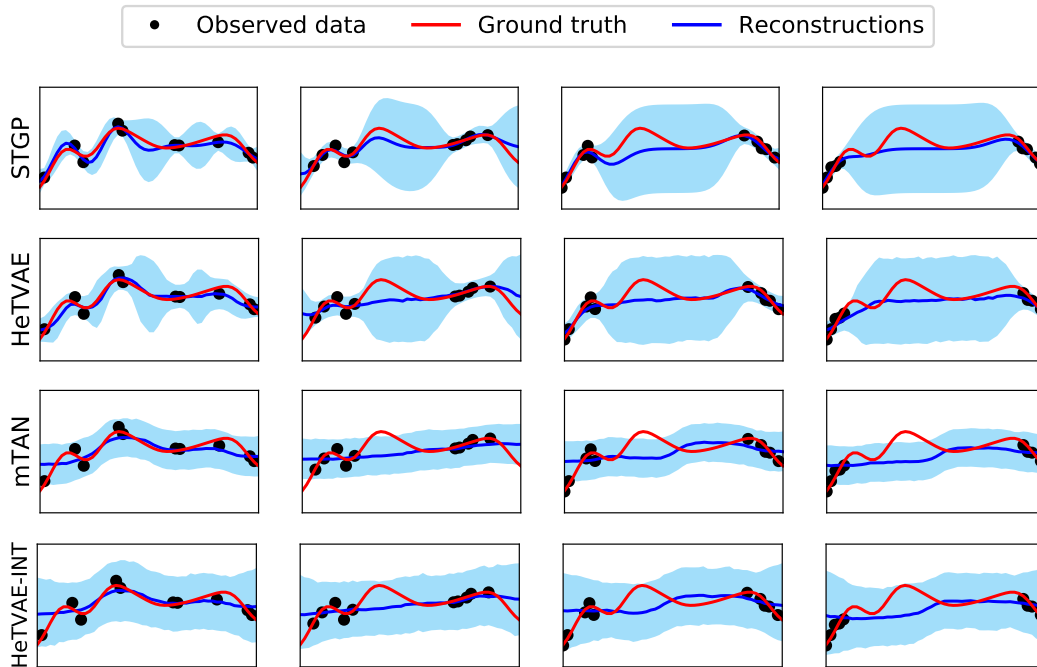 Observed data Ground truth Reconstructions
STGP
HeTVAE
mTAN
HeTVAE-INT